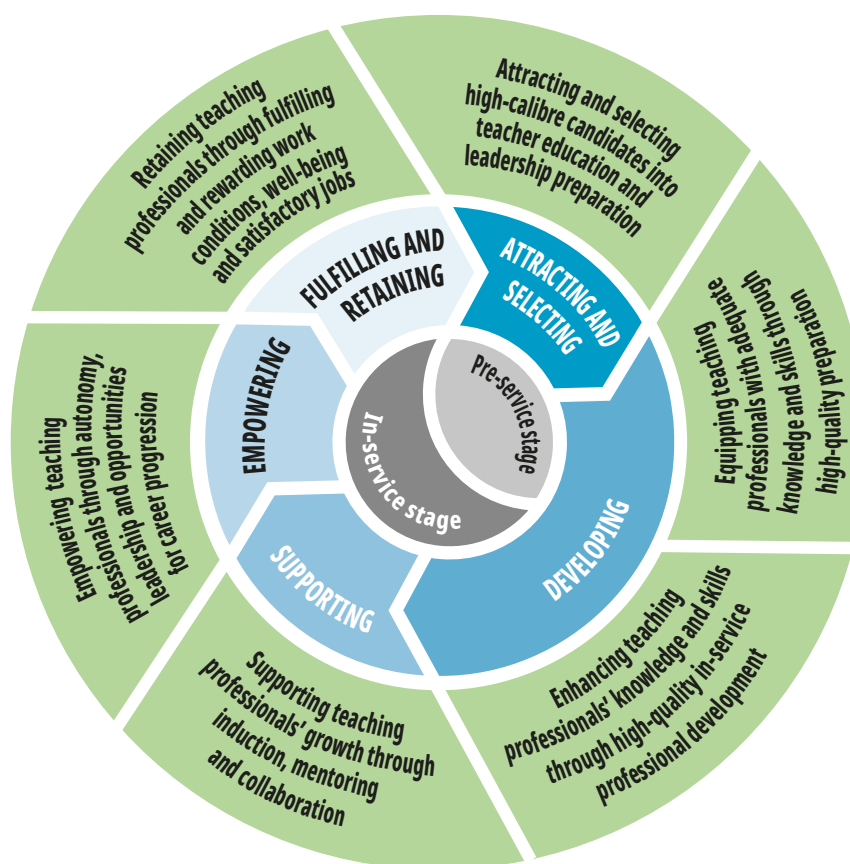 Attracting and selecting
high-calibre candidates into
teacher education and
leadership preparation
Equipping teaching
professionals with adequate
knowledge and skills through
high-quality preparation
Enhancing teaching
professionals' knowledge and skills
through high-quality in-service
professional development
Supporting teaching
professionals' growth through
induction, mentoring
and collaboration
Empowering teaching
professionals through autonomy,
leadership and opportunities
for career progression
Retaining teaching
professionals through fulfilling
and rewarding work
conditions, well-being
and satisfactory jobs
ATTRACTING AND
SELECTING
DEVELOPING
SUPPORTING
EMPOWERING
FULFILLING AND
RETAINING
Pre-service stage
In-service stage